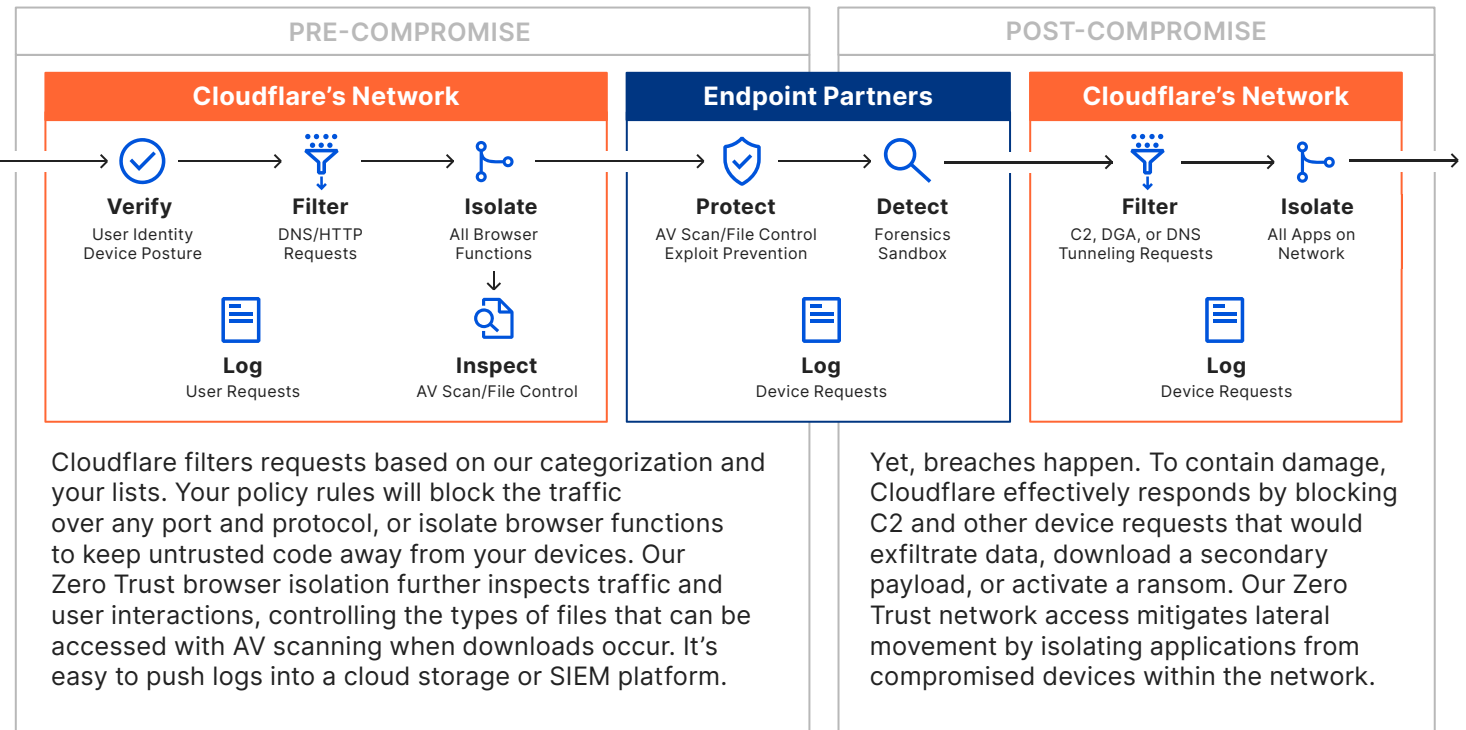 PRE-COMPROMISE
POST-COMPROMISE
Cloudflare’s Network
Endpoint Partners
Cloudflare’s Network
Verify
User Identity
Device Posture
Filter
DNS/HTTP
Requests
Isolate
All Browser
Functions
Log
User Requests
Inspect
AV Scan/File Control
Protect
AV Scan/File Control
Exploit Prevention
Detect
Forensics
Sandbox
Log
Device Requests
Filter
C2, DGA, or DNS
Tunneling Requests
Isolate
All Apps on
Network
Log
Device Requests
Cloudflare filters requests based on our categorization and
your lists. Your policy rules will block the traffic
over any port and protocol, or isolate browser functions
to keep untrusted code away from your devices. Our
Zero Trust browser isolation further inspects traffic and
user interactions, controlling the types of files that can be
accessed with AV scanning when downloads occur. It’s
easy to push logs into a cloud storage or SIEM platform.
Yet, breaches happen. To contain damage,
Cloudflare effectively responds by blocking
C2 and other device requests that would
exfiltrate data, download a secondary
payload, or activate a ransom. Our Zero
Trust network access mitigates lateral
movement by isolating applications from
compromised devices within the network.